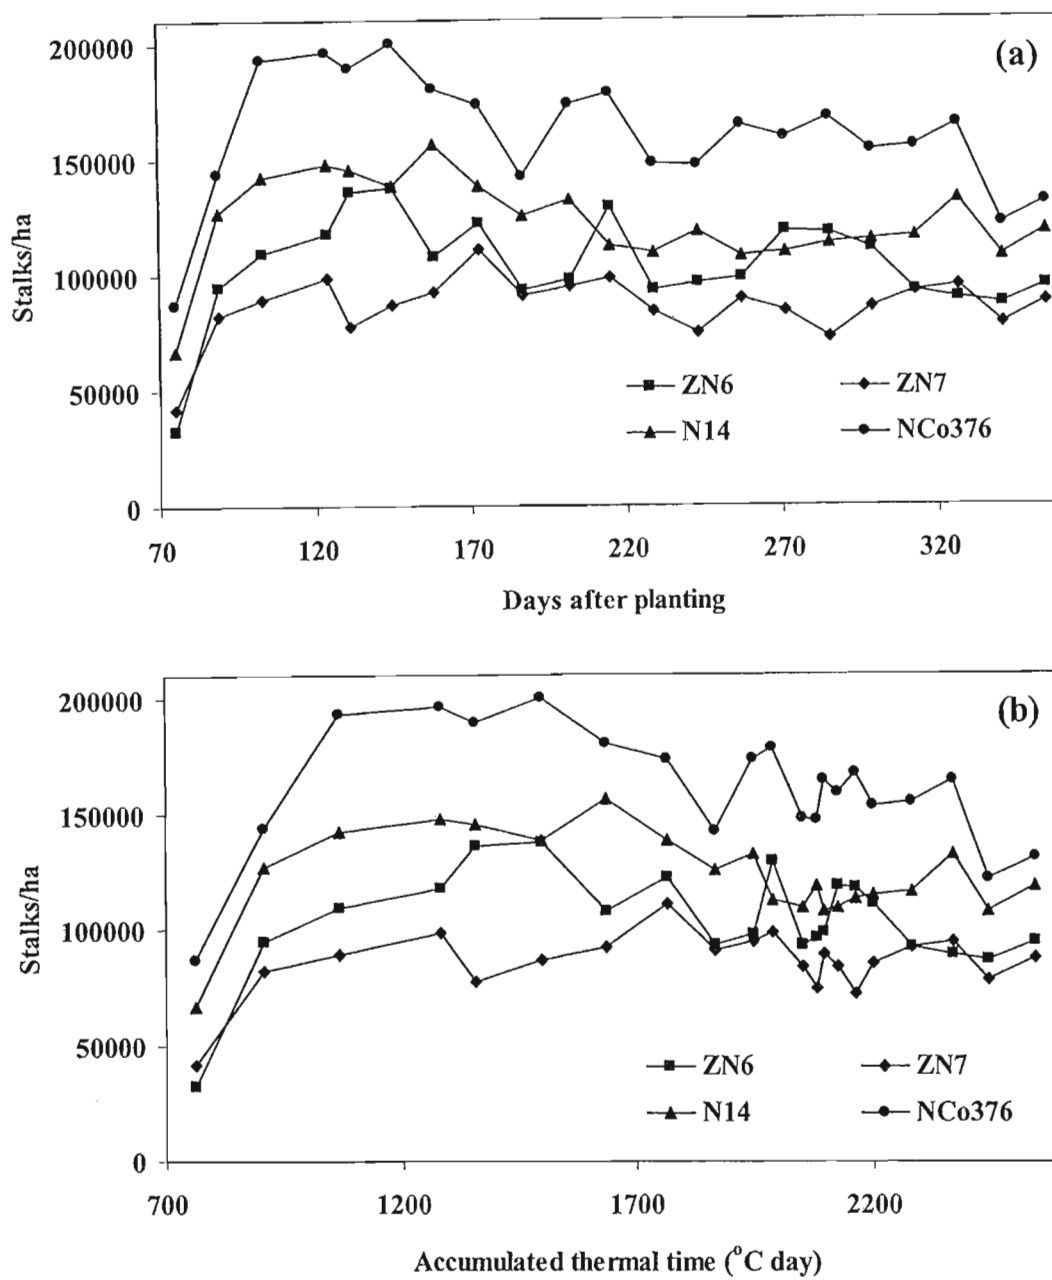 (a)
200000
150000
100000
50000
0
Stalks/ha
ZN6 ZN7
N14 NCo376
70 120 170 220 270 320
Days after planting
(b)
200000
150000
100000
50000
0
Stalks/ha
ZN6 ZN7
N14 NCo376
700 1200 1700 2200
Accumulated thermal time (°C day)